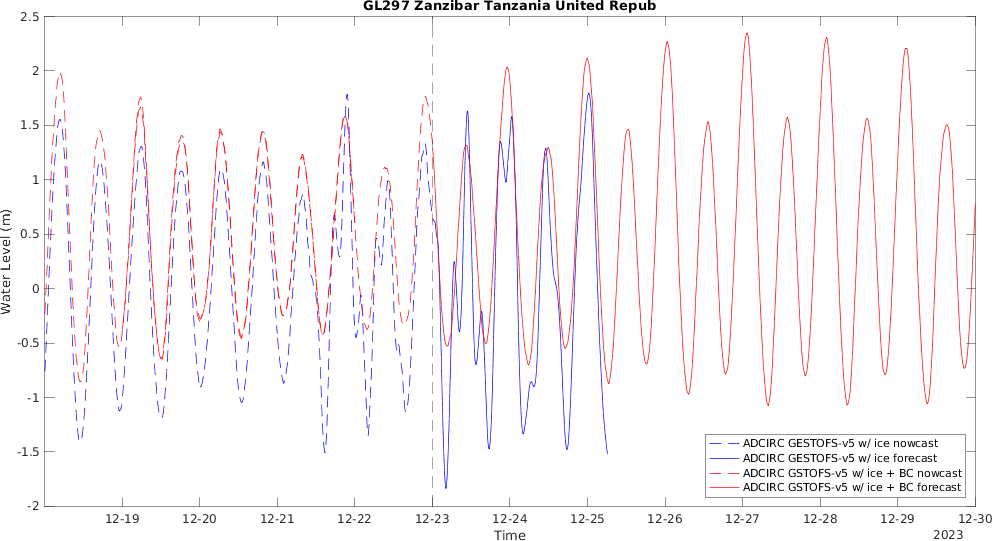 GL297 Zanzibar Tanzania United Repub
2.5
2
1.5
1
0.5
0
-0.5
-1
-1.5
-2
Water Level (m)
ADCIRC GESTOFS-v5 w/ ice nowcast
ADCIRC GESTOFS-v5 w/ ice forecast
ADCIRC GSTOFS-v5 w/ ice + BC nowcast
ADCIRC GSTOFS-v5 w/ ice + BC forecast
12-19 12-20 12-21 12-22 12-23 12-24 12-25 12-26 12-27 12-28 12-29 12-30
Time
2023